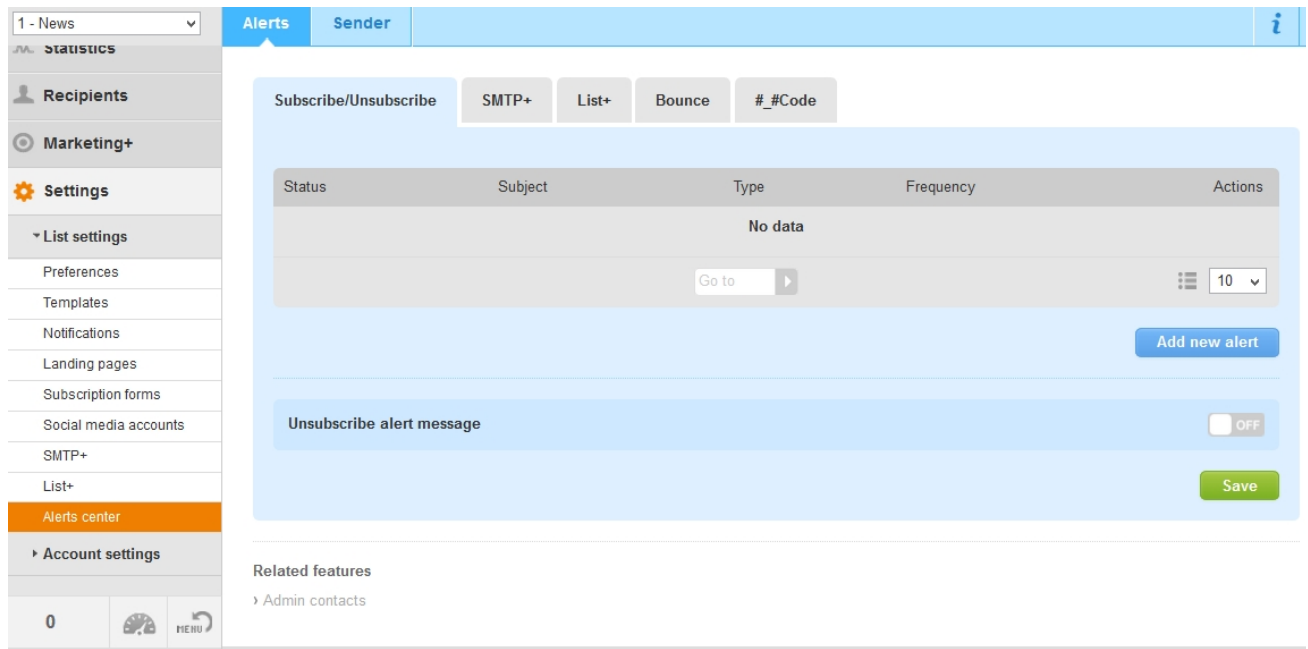 1 - News
Alerts Sender i
Statistics
Recipients
Marketing+
Settings
List settings
Preferences
Templates
Notifications
Landing pages
Subscription forms
Social media accounts
SMTP+
List+
Alerts center
Account settings
0 MENU
Subscribe/Unsubscribe SMTP+ List+ Bounce #_#Code
Status Subject Type Frequency Actions
No data
Go to 10
Add new alert
Unsubscribe alert message OFF
Save
Related features
› Admin contacts